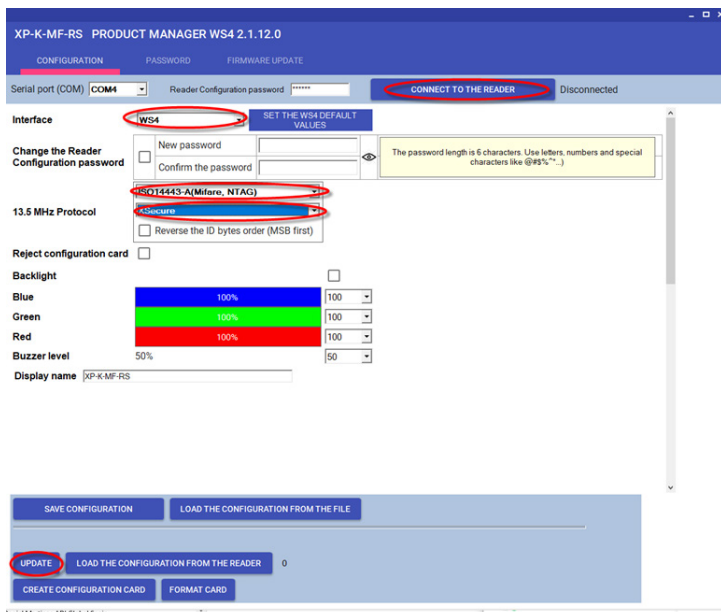 XP-K-MF-RS PRODUCT MANAGER WS4 2.1.12.0
CONFIGURATION PASSWORD FIRMWARE UPDATE
Serial port (COM) COM4 Reader Configuration password ****** CONNECT TO THE READER Disconnected
Interface WS4 SET THE WS4 DEFAULT
VALUES
Change the Reader
Configuration password
New password
Confirm the password
The password length is 6 characters. Use letters, numbers and special
characters like @#$%^*...)
ISO14443-A(Mifare, NTAG)
13.5 MHz Protocol XSecure
Reverse the ID bytes order (MSB first)
Reject configuration card
Backlight
Blue 100% 100
Green 100% 100
Red 100% 100
Buzzer level 50% 50
Display name XP-K-MF-RS
SAVE CONFIGURATION LOAD THE CONFIGURATION FROM THE FILE
UPDATE LOAD THE CONFIGURATION FROM THE READER 0
CREATE CONFIGURATION CARD FORMAT CARD